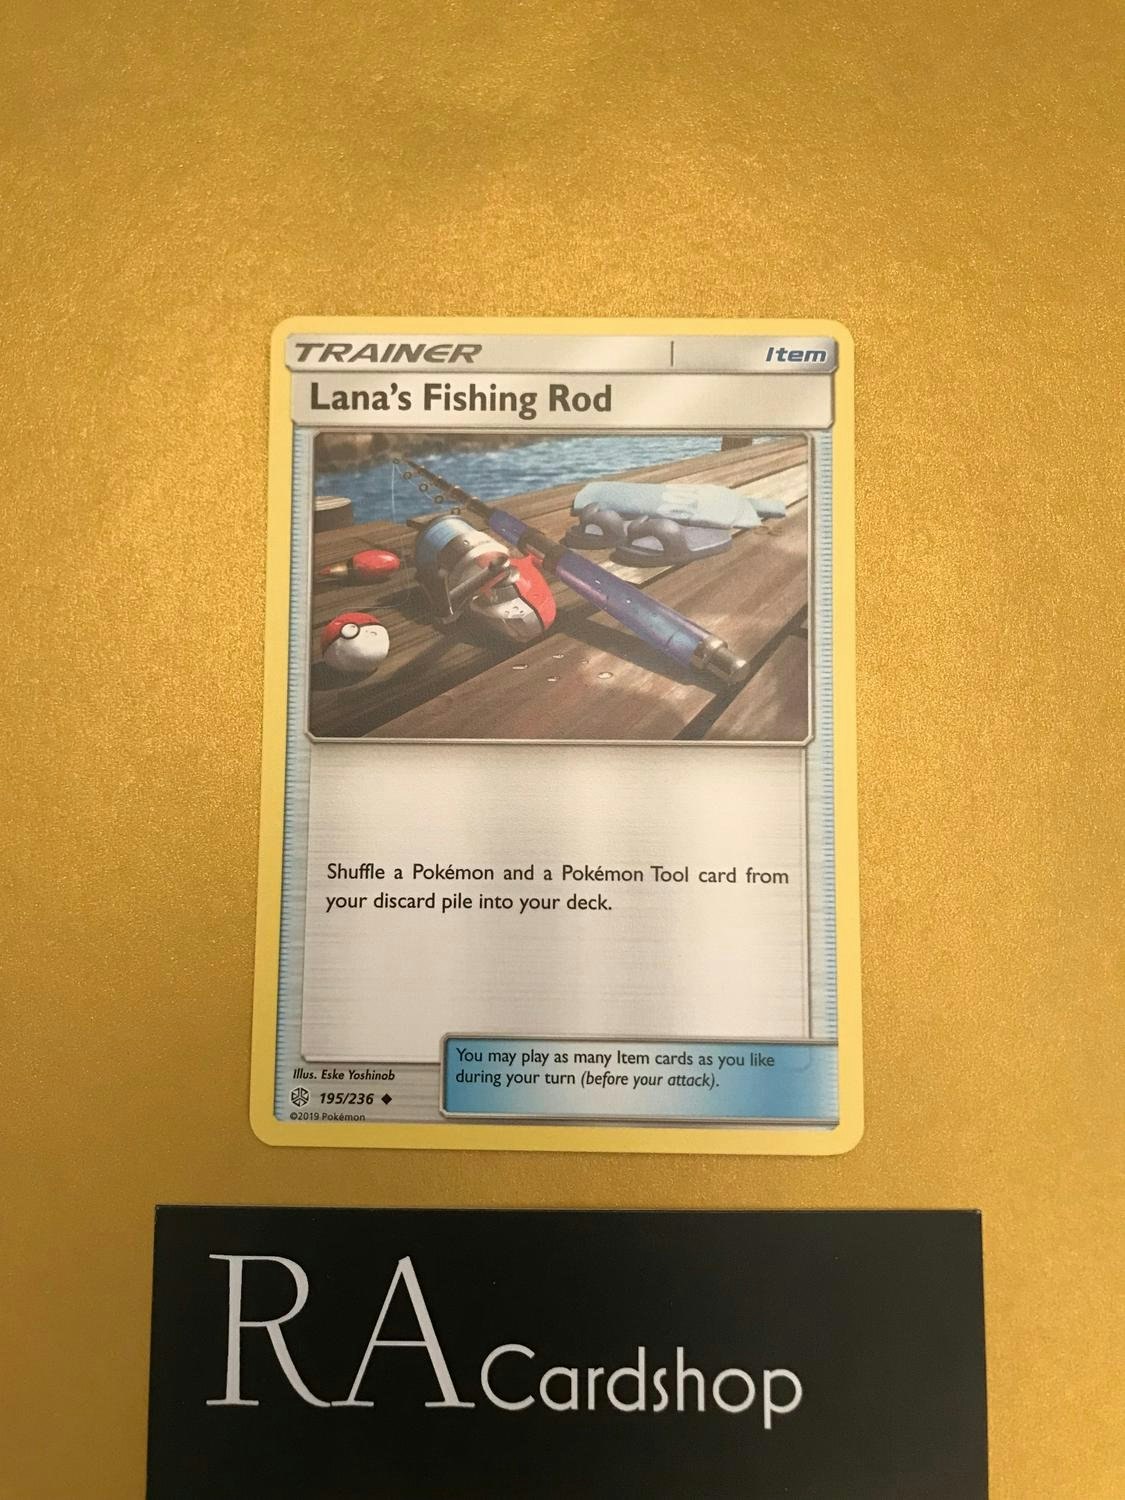 TRAINER
Item
Lana's Fishing Rod
Shuffle a Pokémon and a Pokémon Tool card from
your discard pile into your deck.
You may play as many Item cards as you like
during your turn (before your attack).
Illus. Eske Yoshinob
195/236 ◆
©2019 Pokémon
RA Cardshop